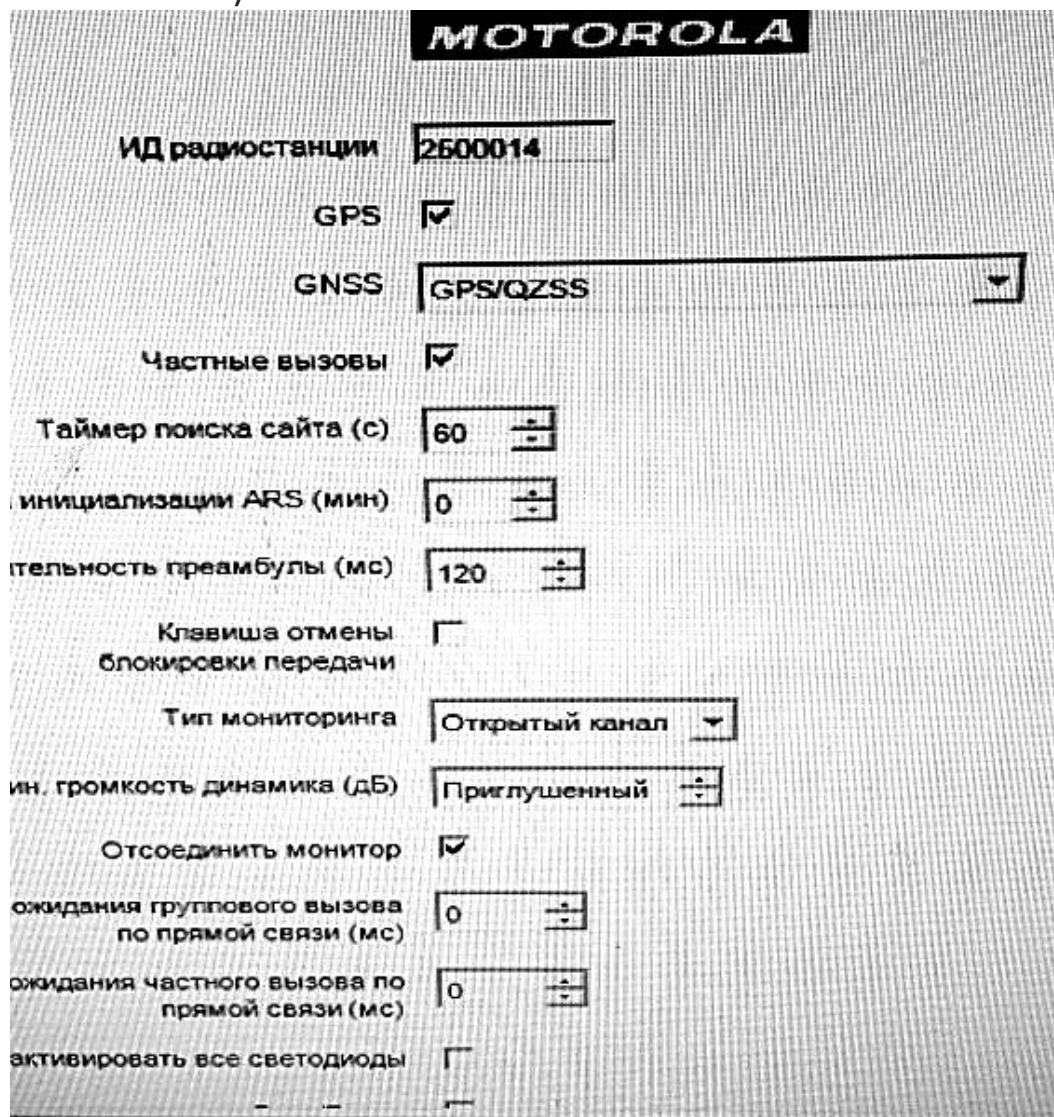 MOTOROLA
ИД радиостанции 2500014
GPS
GNSS GPS/QZSS
Частные вызовы
Таймер поиска сайта (с) 60
инициализации ARS (мин) 0
тельность преамбулы (мс) 120
Клавиша отмены
блокировки передачи
Тип мониторинга Открытый канал
ин. громкость динамика (дБ) Приглушенный
Отсоединить монитор
ожидания группового вызова 0
по прямой связи (мс)
ожидания частного вызова по 0
прямой связи (мс)
активировать все светодиоды